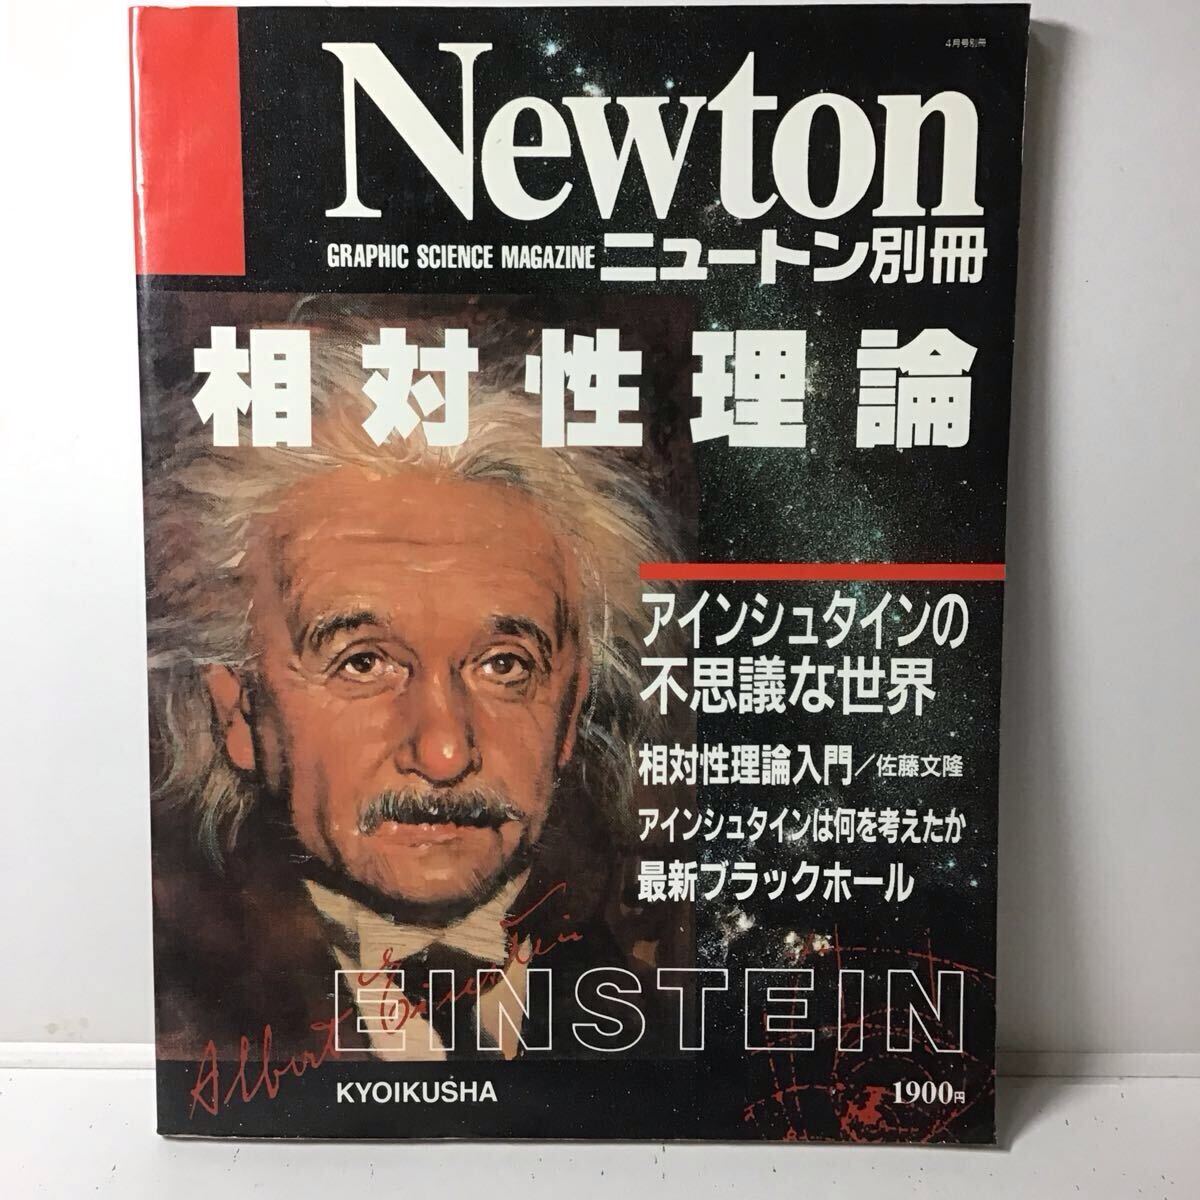 4月号別冊
Newton
GRAPHIC SCIENCE MAGAZINE ニュートン別冊
相対性理論
アインシュタインの
不思議な世界
相対性理論入門/佐藤文隆
アインシュタインは何を考えたか
最新ブラックホール
Albert Einstein
EINSTEIN
KYOIKUSHA
1900円